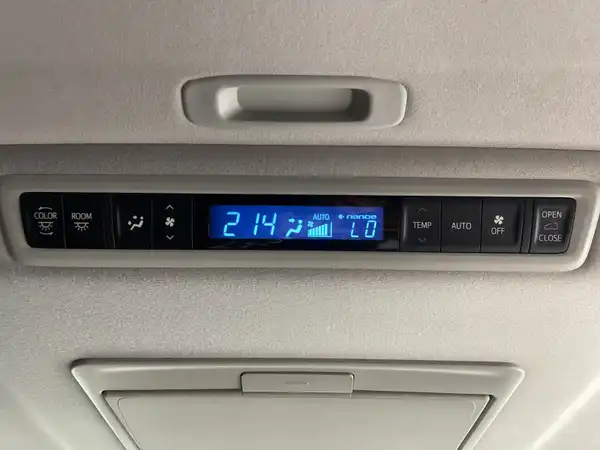 COLOR
ROOM
214
AUTO
nanoe
LO
TEMP
AUTO
OFF
OPEN
CLOSE